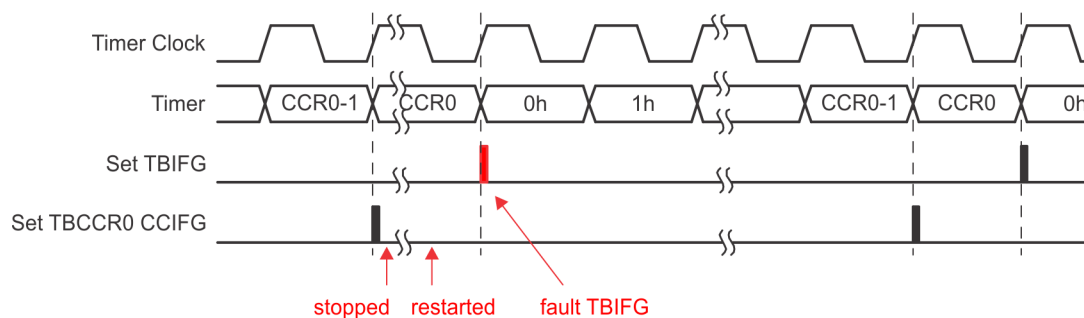 Timer Clock
Timer CCR0-1 CCR0 0h 1h CCR0-1 CCR0 0h
Set TBIFG
Set TBCCR0 CCIFG
stopped restarted fault TBIFG